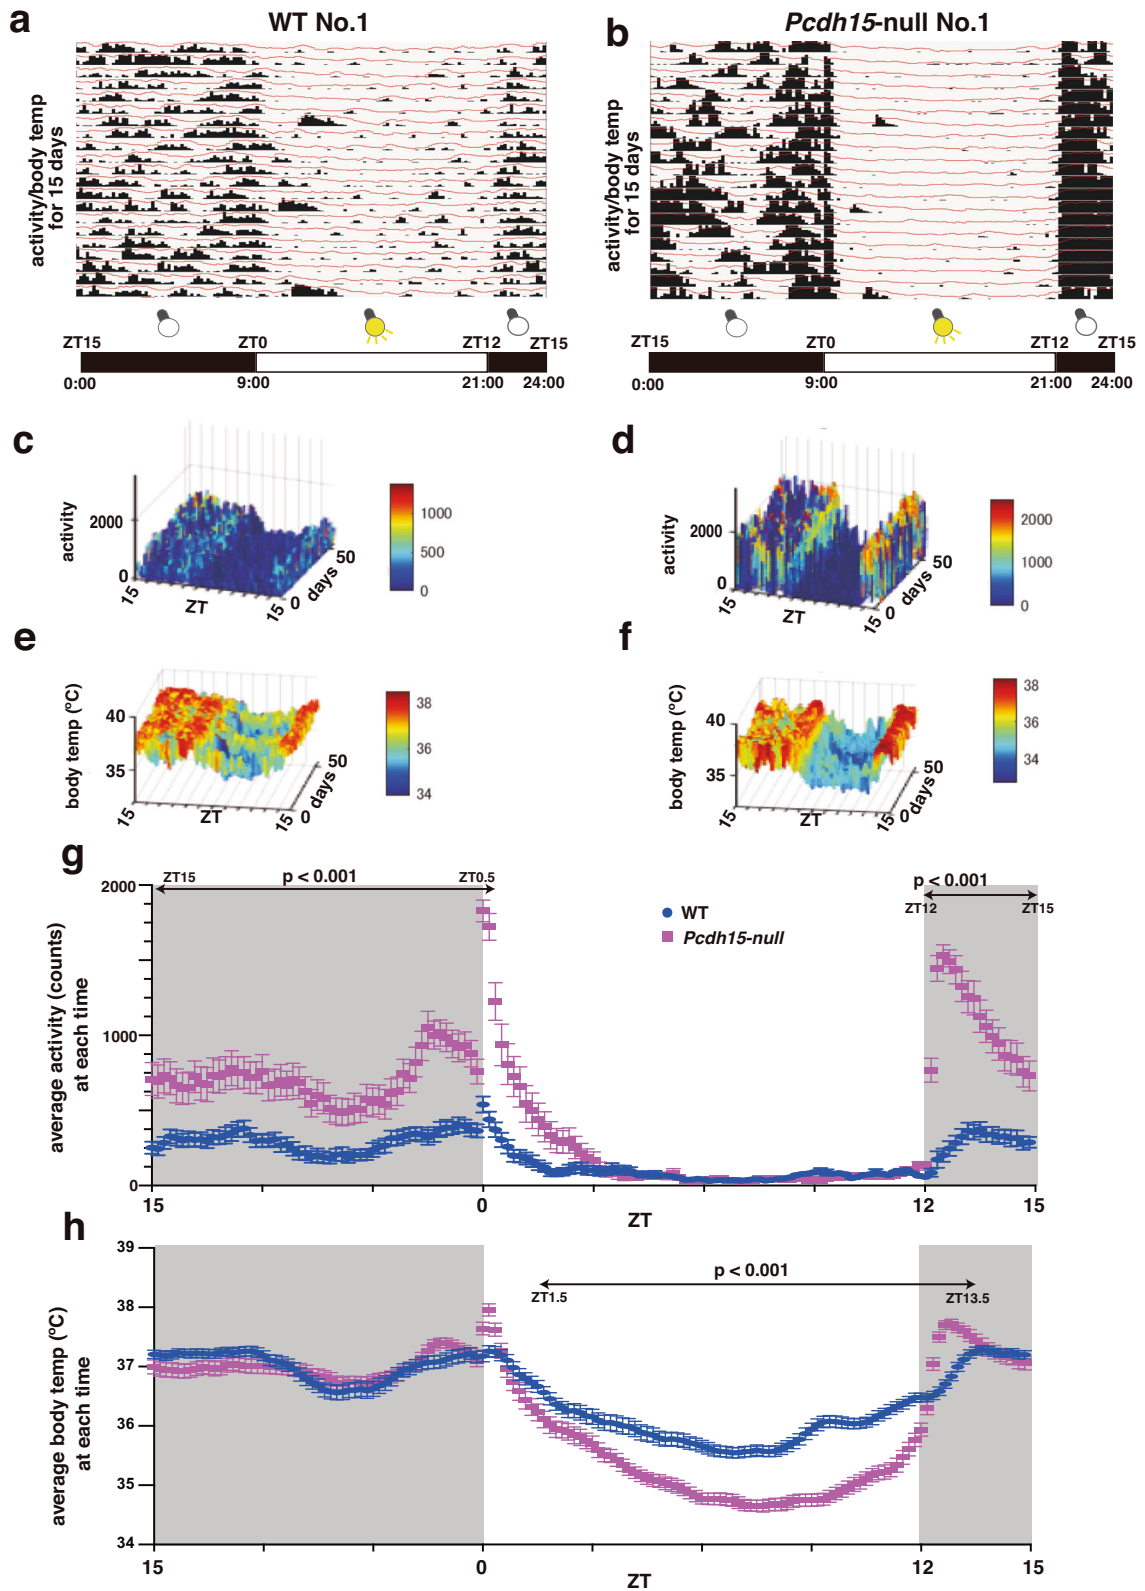 a
WT No.1
b
Pcdh15-null No.1
activity/body temp
for 15 days
activity/body temp
for 15 days
ZT15 ZT0 ZT12 ZT15
0:00 9:00 21:00 24:00
ZT15 ZT0 ZT12 ZT15
0:00 9:00 21:00 24:00
c
activity
2000
0
15
ZT
15
0
days
50
1000
500
0
d
activity
2000
0
15
ZT
15
0
days
50
2000
1000
0
e
body temp (ºC)
40
35
15
ZT
15
0
days
50
38
36
34
f
body temp (ºC)
40
35
15
ZT
15
0
days
50
38
36
34
g
average activity (counts)
at each time
2000
1000
0
ZT15
p < 0.001
ZT0.5
p < 0.001
ZT12
ZT15
WT
Pcdh15-null
15 0 12 15
ZT
h
average body temp (ºC)
at each time
39
38
37
36
35
34
p < 0.001
ZT1.5
ZT13.5
15 0 12 15
ZT